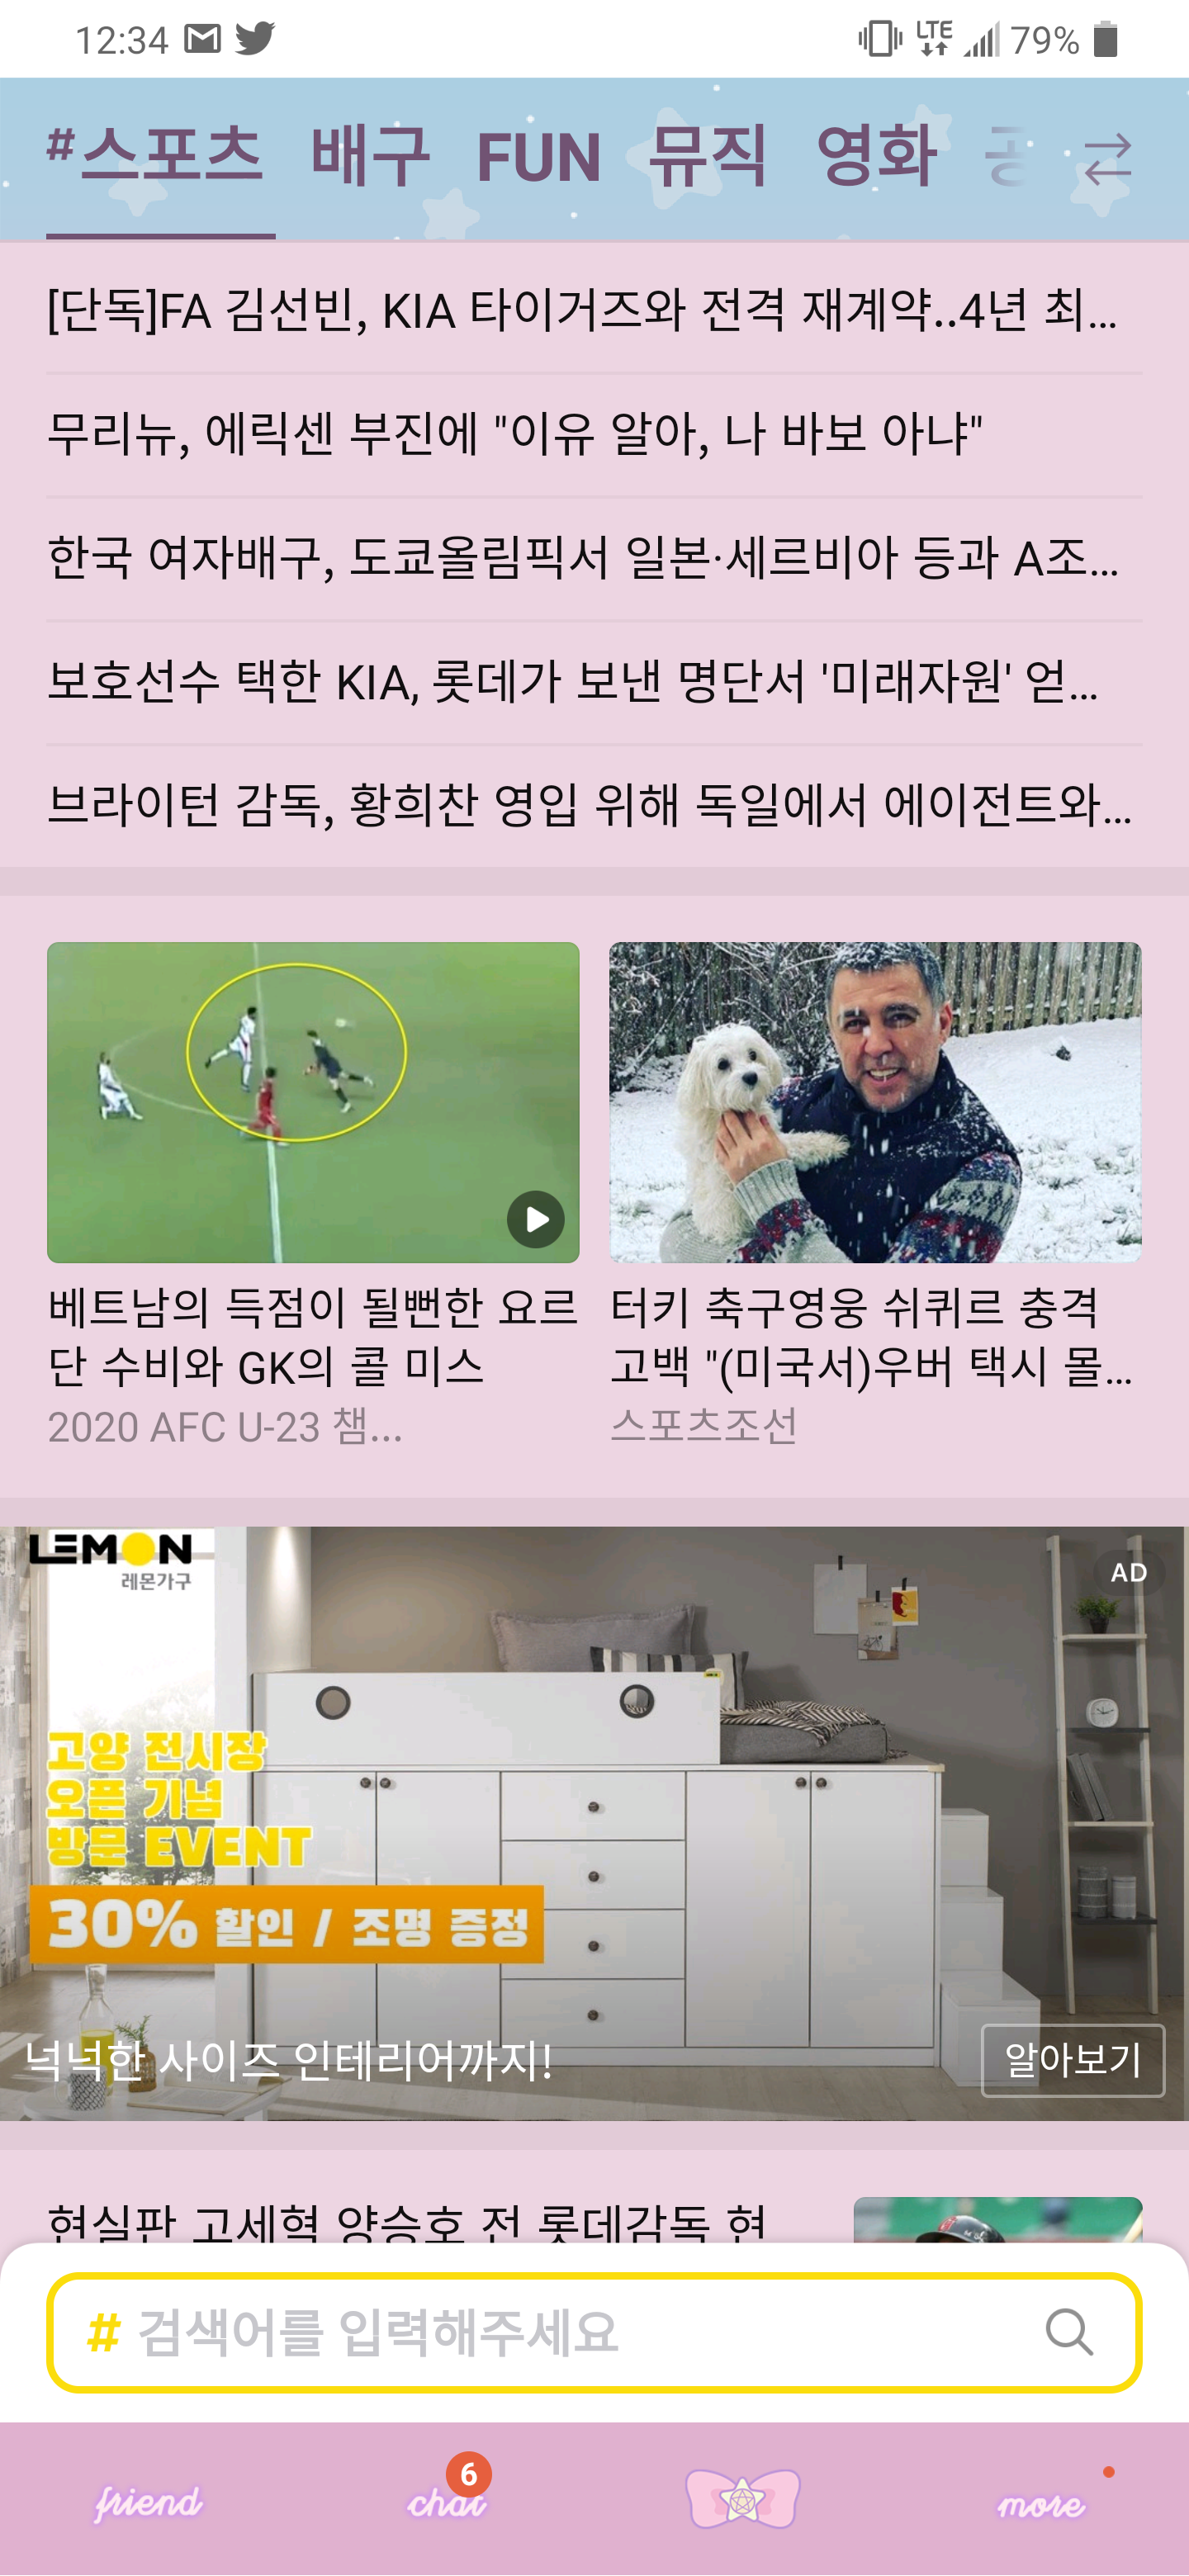 12:34 LTE 79%
#스포츠 배구 FUN 뮤직 영화
[단독]FA 김선빈, KIA 타이거즈와 전격 재계약..4년 최...
무리뉴, 에릭센 부진에 "이유 알아, 나 바보 아냐"
한국 여자배구, 도쿄올림픽서 일본·세르비아 등과 A조...
보호선수 택한 KIA, 롯데가 보낸 명단서 '미래자원' 얻...
브라이턴 감독, 황희찬 영입 위해 독일에서 에이전트와...
베트남의 득점이 될뻔한 요르
단 수비와 GK의 콜 미스
2020 AFC U-23 챔...
터키 축구영웅 쉬퀴르 충격
고백 "(미국서)우버 택시 몰...
스포츠조선
LEMON
레몬가구
AD
고양 전시장
오픈 기념
방문 EVENT
30% 할인 / 조명 증정
넉넉한 사이즈 인테리어까지!
알아보기
현실판 고세혁 양승호 전 롯데감독 현
# 검색어를 입력해주세요
friend
chat
6
more